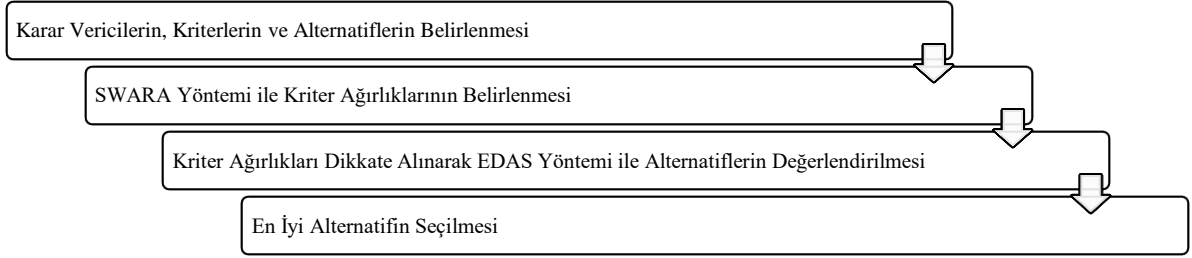 Karar Vericilerin, Kriterlerin ve Alternatiflerin Belirlenmesi
SWARA Yöntemi ile Kriter Ağırlıklarının Belirlenmesi
Kriter Ağırlıkları Dikkate Alınarak EDAS Yöntemi ile Alternatiflerin Değerlendirilmesi
En İyi Alternatifin Seçilmesi